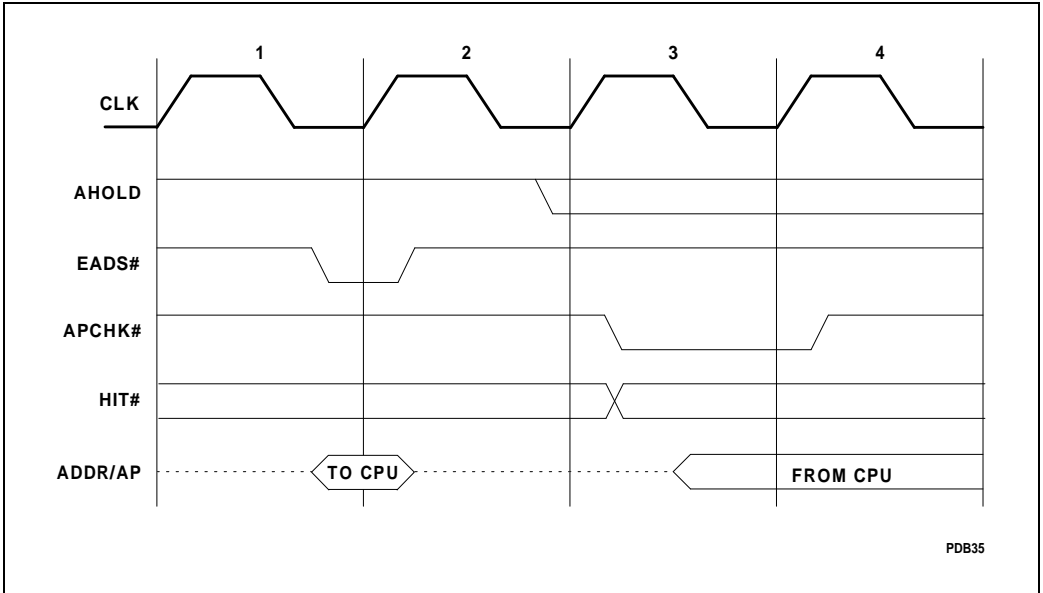 1 2 3 4
CLK
AHOLD
EADS#
APCHK#
HIT#
ADDR/AP TO CPU FROM CPU
PDB35